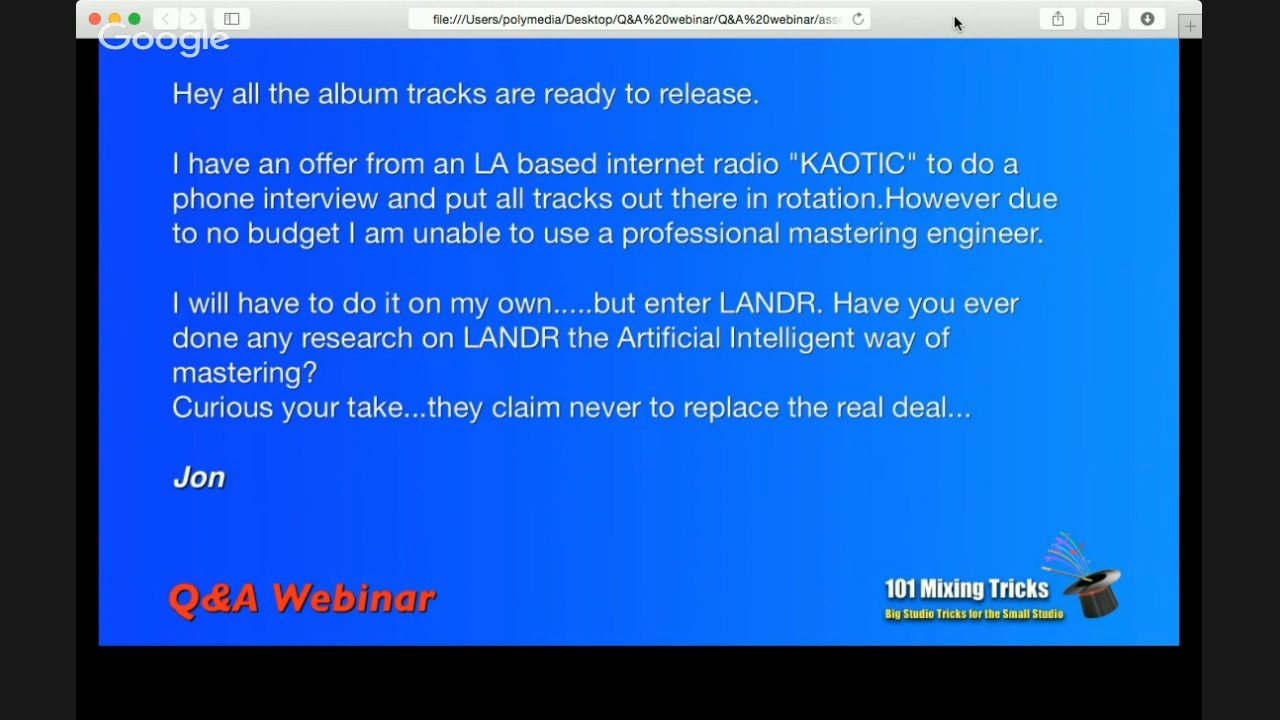 file:///Users/polymedia/Desktop/Q&A%20webinar/Q&A%20webinar/ass
Google
Hey all the album tracks are ready to release.
I have an offer from an LA based internet radio "KAOTIC" to do a
phone interview and put all tracks out there in rotation.However due
to no budget I am unable to use a professional mastering engineer.
I will have to do it on my own.....but enter LANDR. Have you ever
done any research on LANDR the Artificial Intelligent way of
mastering?
Curious your take...they claim never to replace the real deal...
Jon
Q&A Webinar
101 Mixing Tricks
Big Studio Tricks for the Small Studio